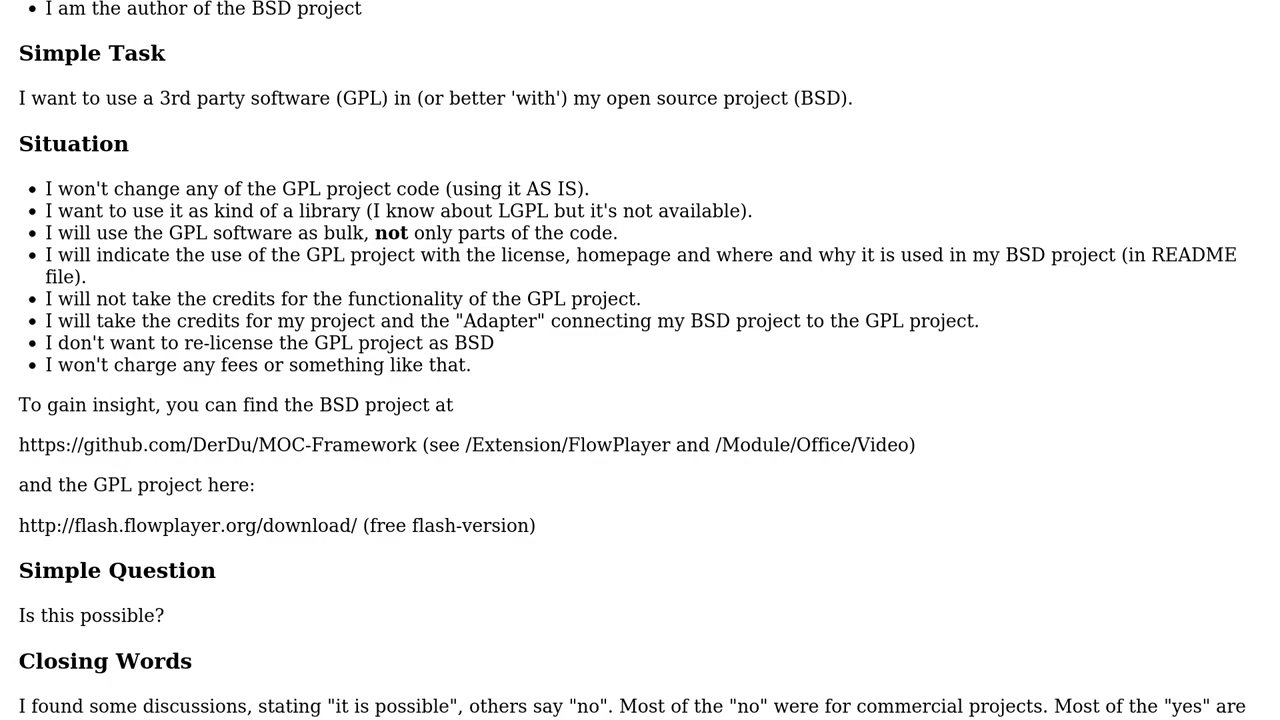 I am the author of the BSD project
Simple Task
I want to use a 3rd party software (GPL) in (or better 'with') my open source project (BSD).
Situation
I won't change any of the GPL project code (using it AS IS).
I want to use it as kind of a library (I know about LGPL but it's not available).
I will use the GPL software as bulk, not only parts of the code.
I will indicate the use of the GPL project with the license, homepage and where and why it is used in my BSD project (in README
file).
I will not take the credits for the functionality of the GPL project.
I will take the credits for my project and the "Adapter" connecting my BSD project to the GPL project.
I don't want to re-license the GPL project as BSD
I won't charge any fees or something like that.
To gain insight, you can find the BSD project at
https://github.com/DerDu/MOC-Framework (see /Extension/FlowPlayer and /Module/Office/Video)
and the GPL project here:
http://flash.flowplayer.org/download/ (free flash-version)
Simple Question
Is this possible?
Closing Words
I found some discussions, stating "it is possible", others say "no". Most of the "no" were for commercial projects. Most of the "yes" are